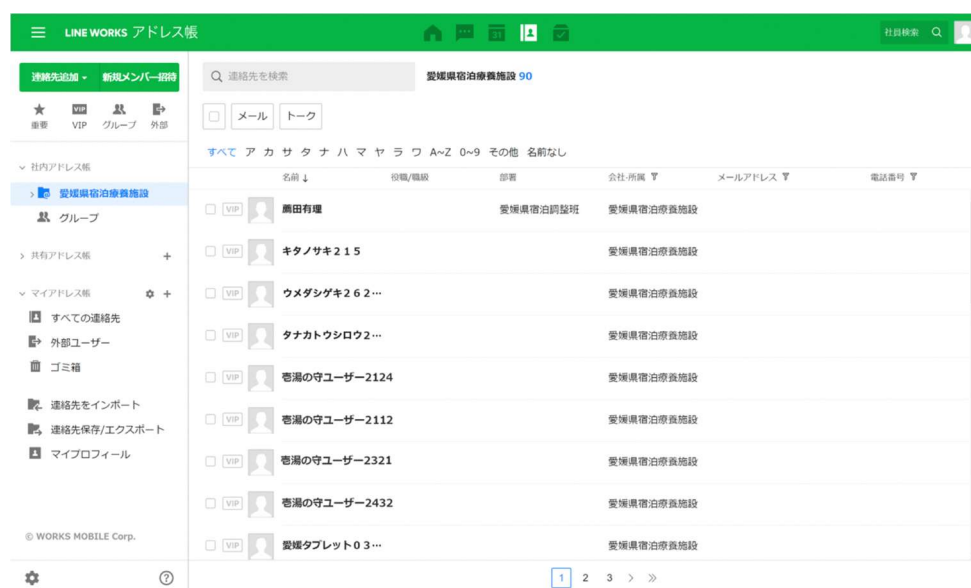 LINE WORKS アドレス帳
31
社員検索
連絡先追加
新規メンバー招待
連絡先を検索
愛媛県宿泊療養施設 90
重要
VIP
VIP
グループ
外部
メール
トーク
すべて ア カ サ タ ナ ハ マ ヤ ラ ワ A~Z 0~9 その他 名前なし
社内アドレス帳
愛媛県宿泊療養施設
グループ
共有アドレス帳
マイアドレス帳
すべての連絡先
外部ユーザー
ゴミ箱
連絡先をインポート
連絡先保存/エクスポート
マイプロフィール
© WORKS MOBILE Corp.
名前↓ 役職/職級 部署 会社·所属 メールアドレス 電話番号
VIP 薦田有理 愛媛県宿泊調整班 愛媛県宿泊療養施設
VIP キタノサキ215 愛媛県宿泊療養施設
VIP ウメダシゲキ262… 愛媛県宿泊療養施設
VIP タナカトウシロウ2… 愛媛県宿泊療養施設
VIP 壱湯の守ユーザー2124 愛媛県宿泊療養施設
VIP 壱湯の守ユーザー2112 愛媛県宿泊療養施設
VIP 壱湯の守ユーザー2321 愛媛県宿泊療養施設
VIP 壱湯の守ユーザー2432 愛媛県宿泊療養施設
VIP 愛媛タブレット03… 愛媛県宿泊療養施設
1 2 3 > »